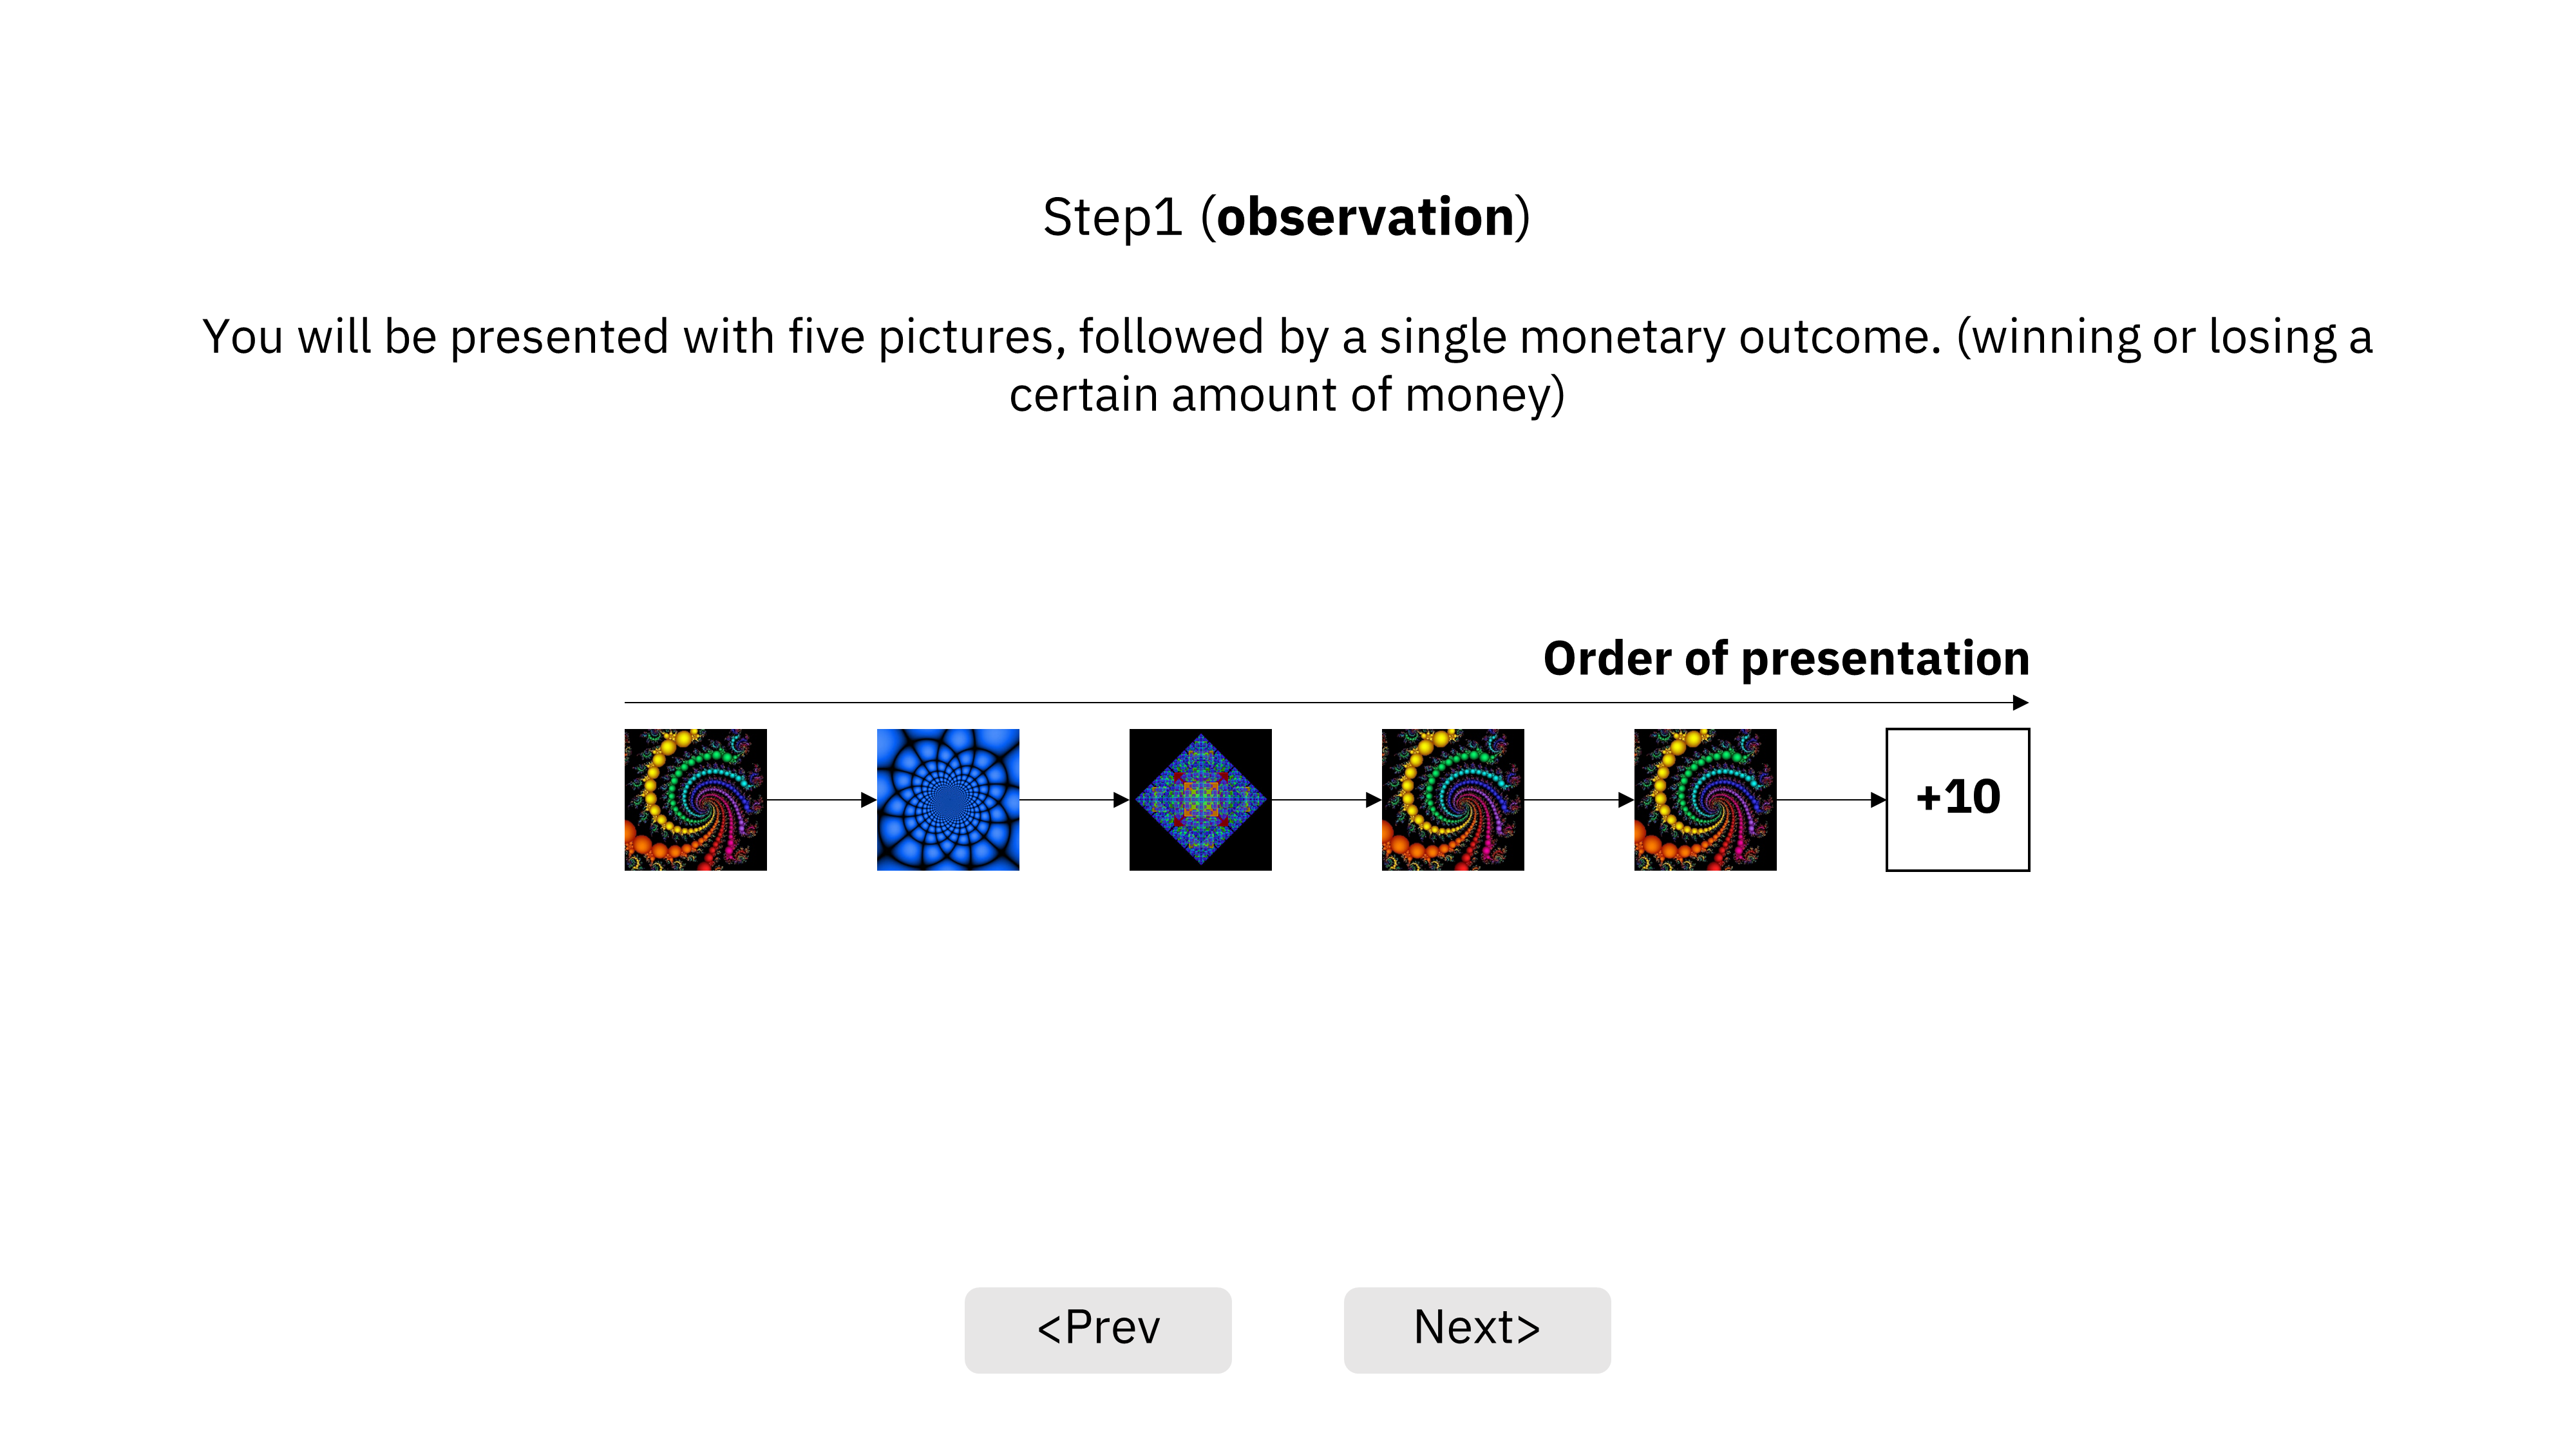 Step1 (observation)
You will be presented with five pictures, followed by a single monetary outcome. (winning or losing a
certain amount of money)
Order of presentation
+10
<Prev
Next>